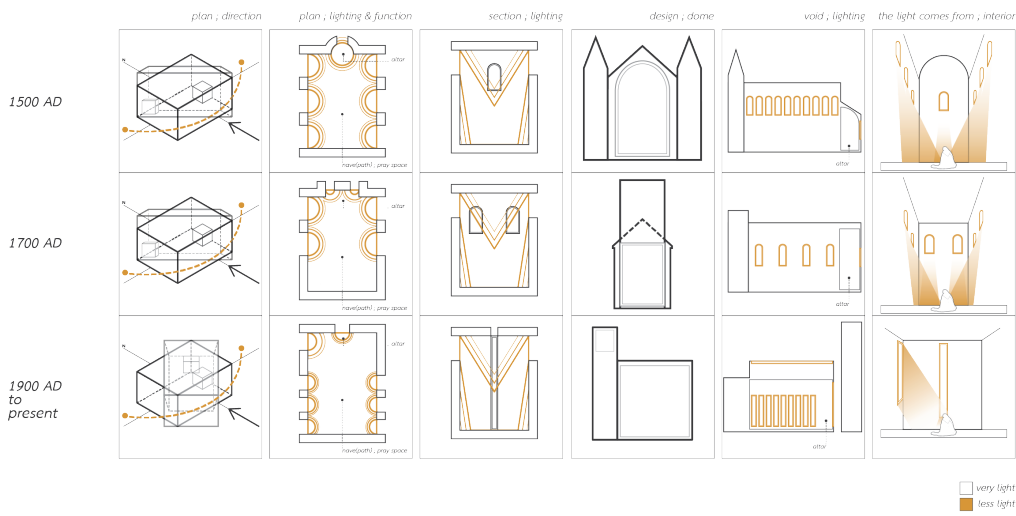 plan ; direction
plan ; lighting & function
section ; lighting
design ; dome
void ; lighting
the light comes from ; interior
1500 AD
N
altar
nave(path) ; pray space
altar
1700 AD
N
altar
nave(path) ; pray space
altar
1900 AD
to
present
N
altar
nave(path) ; pray space
altar
very light
less light